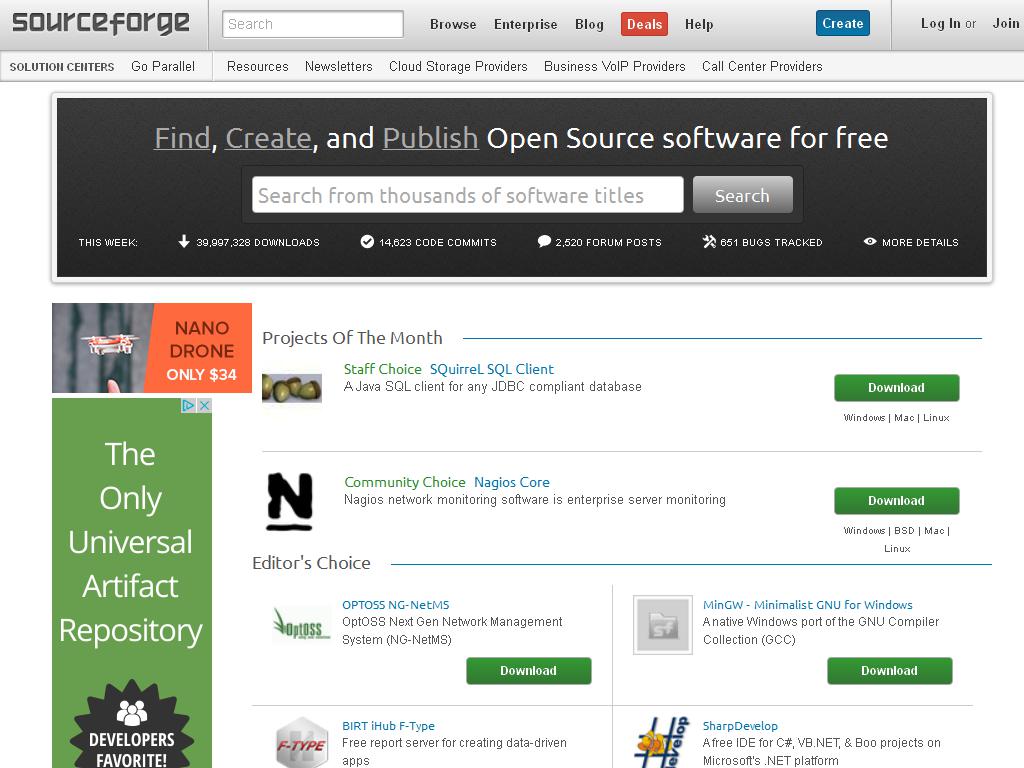 sourceforge
Search
Browse Enterprise Blog Deals Help
Create
Log In or Join
SOLUTION CENTERS Go Parallel Resources Newsletters Cloud Storage Providers Business VoIP Providers Call Center Providers
Find, Create, and Publish Open Source software for free
Search from thousands of software titles
Search
THIS WEEK: 39,997,328 DOWNLOADS 14,623 CODE COMMITS 2,520 FORUM POSTS 651 BUGS TRACKED MORE DETAILS
NANO
DRONE
ONLY $34
The
Only
Universal
Artifact
Repository
DEVELOPERS
FAVORITE!
Projects Of The Month
Staff Choice SQuirreL SQL Client
A Java SQL client for any JDBC compliant database
Download
Windows | Mac | Linux
N
Community Choice Nagios Core
Nagios network monitoring software is enterprise server monitoring
Download
Windows | BSD | Mac |
Linux
Editor's Choice
OptOSS
OPTOSS NG-NetMS
OptOSS Next Gen Network Management
System (NG-NetMS)
Download
sf
MinGW - Minimalist GNU for Windows
A native Windows port of the GNU Compiler
Collection (GCC)
Download
F-TYPE
BIRT iHub F-Type
Free report server for creating data-driven
apps
develop
SharpDevelop
A free IDE for C#, VB.NET, & Boo projects on
Microsoft's .NET platform